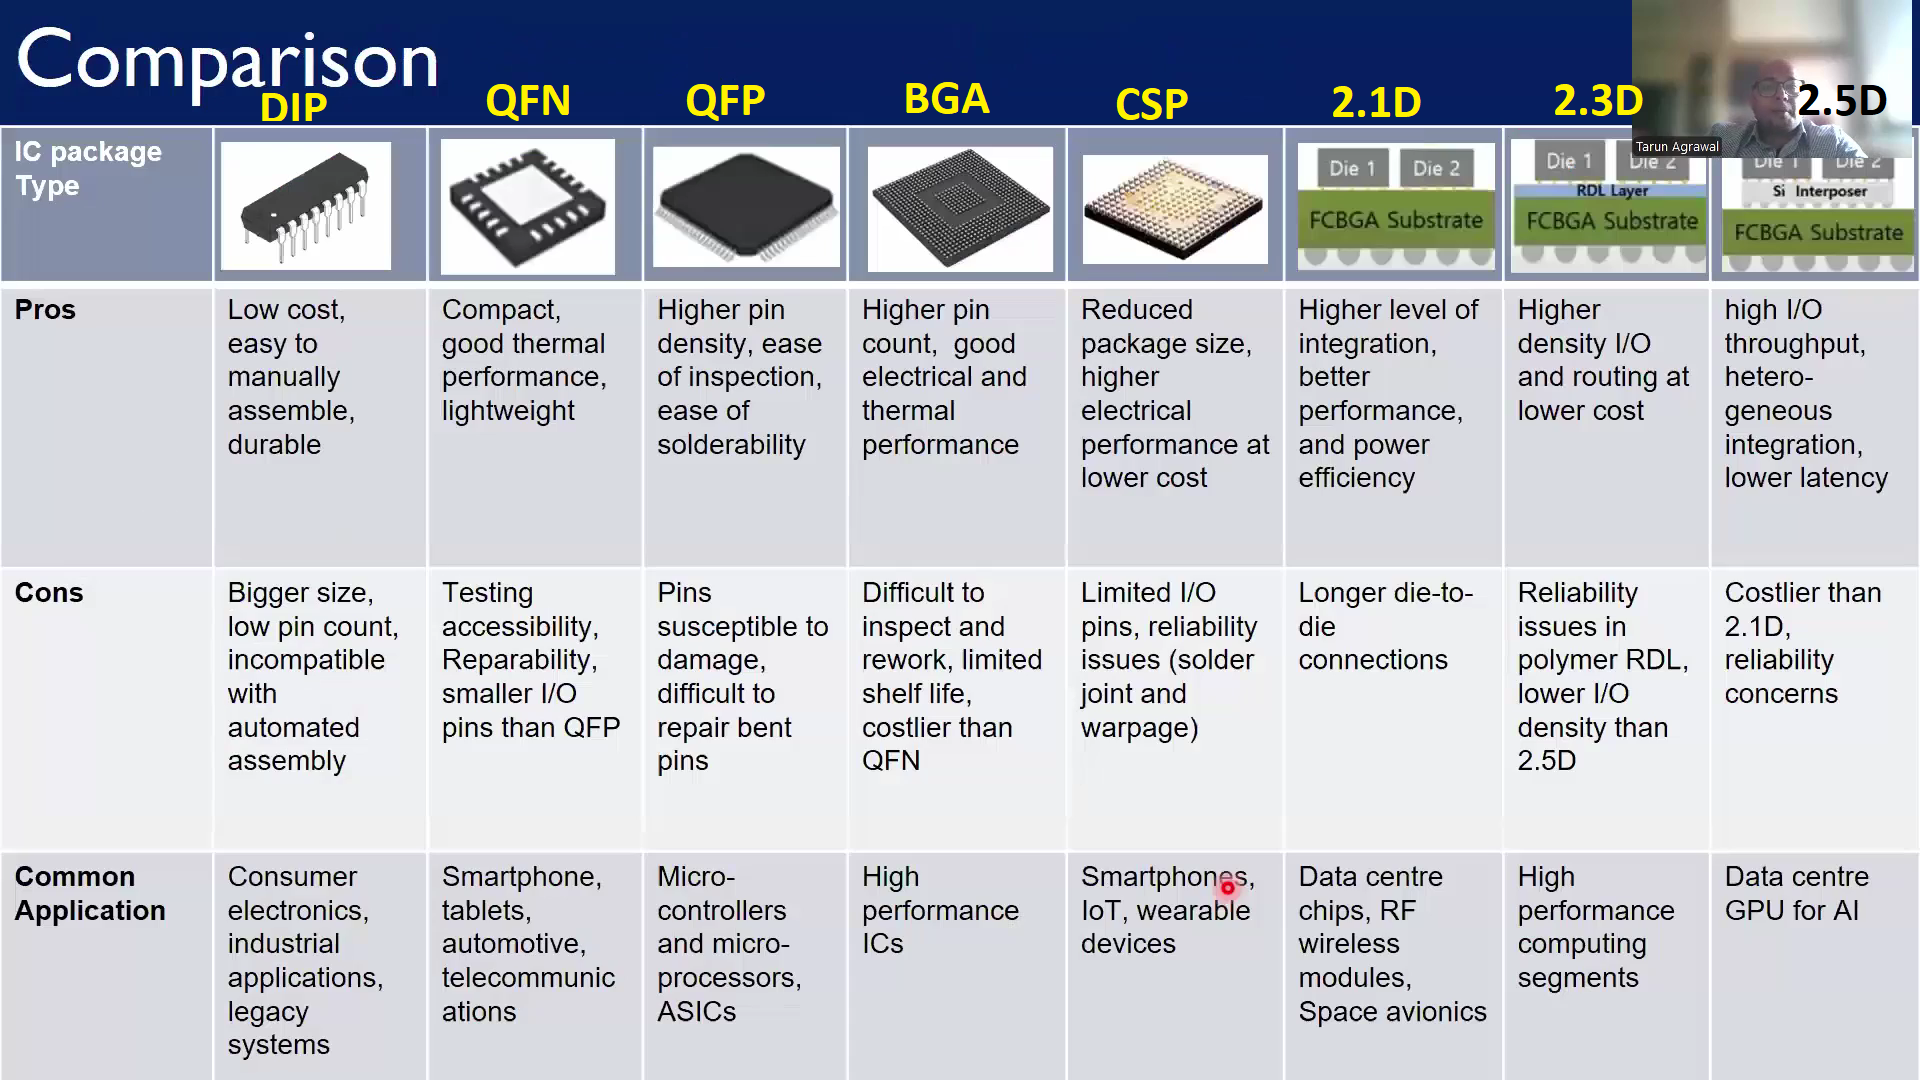 Comparison
DIP
QFN
QFP
BGA
CSP
2.1D
2.3D
2.5D
Tarun Agrawal
IC package
Type
Die 1 Die 2
FCBGA Substrate
Die 1 Die 2
RDL Layer
FCBGA Substrate
Die 1 Die 2
Si Interposer
FCBGA Substrate
Pros
Low cost,
easy to
manually
assemble,
durable
Compact,
good thermal
performance,
lightweight
Higher pin
density, ease
of inspection,
ease of
solderability
Higher pin
count, good
electrical and
thermal
performance
Reduced
package size,
higher
electrical
performance at
lower cost
Higher level of
integration,
better
performance,
and power
efficiency
Higher
density I/O
and routing at
lower cost
high I/O
throughput,
hetero-
geneous
integration,
lower latency
Cons
Bigger size,
low pin count,
incompatible
with
automated
assembly
Testing
accessibility,
Reparability,
smaller I/O
pins than QFP
Pins
susceptible to
damage,
difficult to
repair bent
pins
Difficult to
inspect and
rework, limited
shelf life,
costlier than
QFN
Limited I/O
pins, reliability
issues (solder
joint and
warpage)
Longer die-to-
die
connections
Reliability
issues in
polymer RDL,
lower I/O
density than
2.5D
Costlier than
2.1D,
reliability
concerns
Common
Application
Consumer
electronics,
industrial
applications,
legacy
systems
Smartphone,
tablets,
automotive,
telecommunic
ations
Micro-
controllers
and micro-
processors,
ASICs
High
performance
ICs
Smartphones,
IoT, wearable
devices
Data centre
chips, RF
wireless
modules,
Space avionics
High
performance
computing
segments
Data centre
GPU for AI